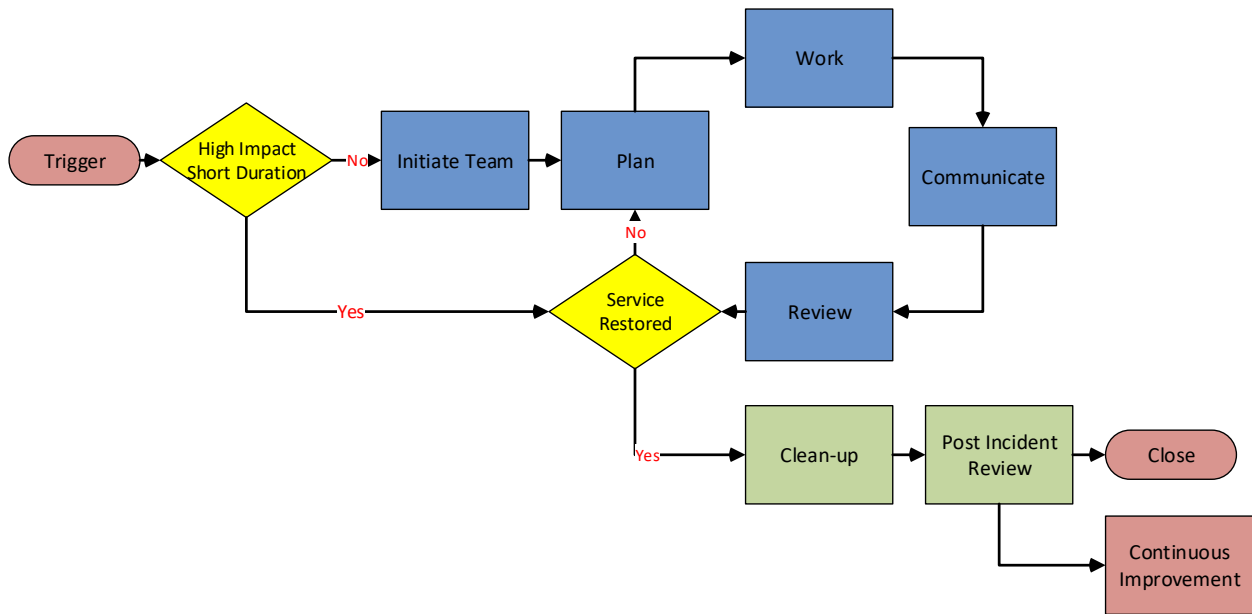 Work
High Impact
Short Duration
Trigger
No
Initiate Team
Plan
Communicate
No
Yes
Service
Restored
Review
Yes
Clean-up
Post Incident
Review
Close
Continuous
Improvement